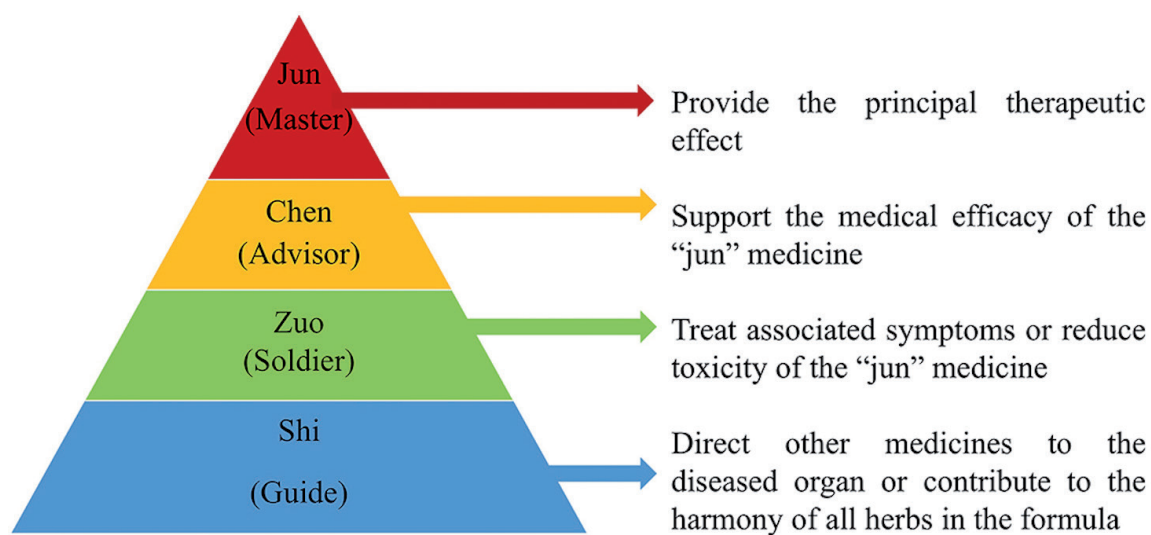 Jun
(Master)
Provide the principal therapeutic
effect
Chen
(Advisor)
Support the medical efficacy of the
“jun” medicine
Zuo
(Soldier)
Treat associated symptoms or reduce
toxicity of the “jun” medicine
Shi
(Guide)
Direct other medicines to the
diseased organ or contribute to the
harmony of all herbs in the formula